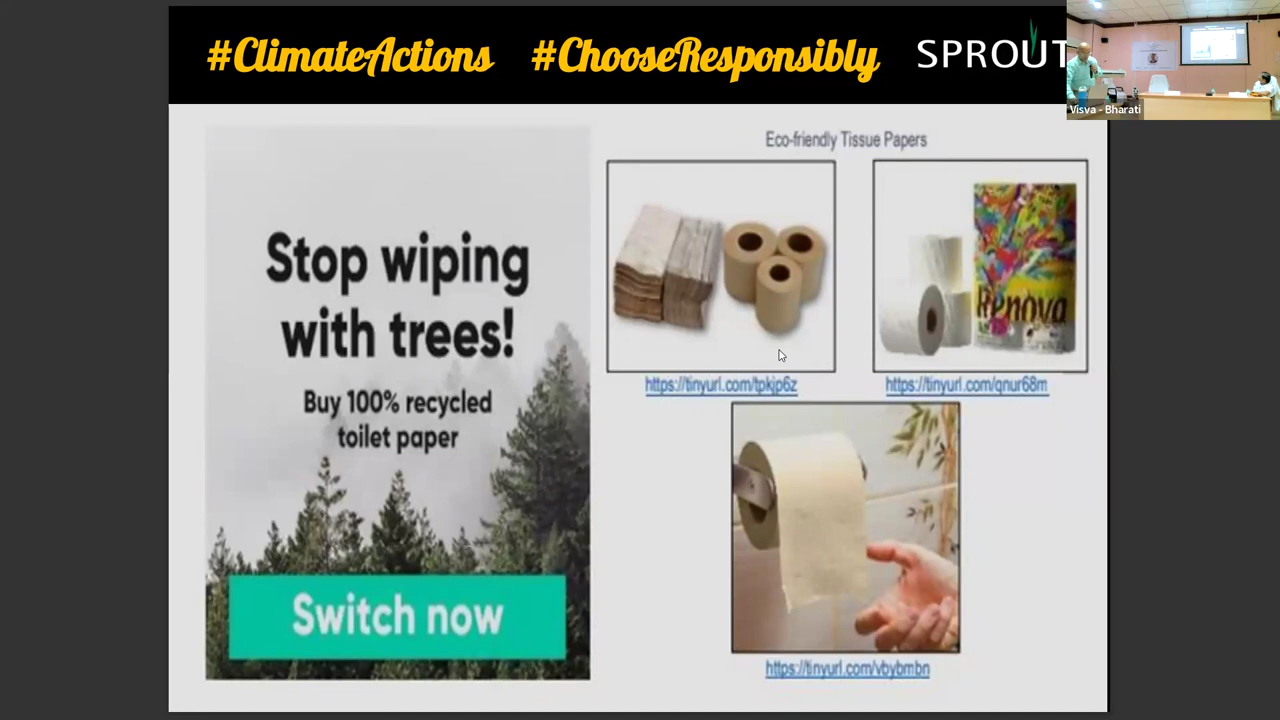 #ClimateActions #ChooseResponsibly SPROUT
Visva - Bharati
Stop wiping
with trees!
Buy 100% recycled
toilet paper
Switch now
Eco-friendly Tissue Papers
Renova
https://tinyurl.com/tpkjp6z
https://tinyurl.com/qnur68m
https://tinyurl.com/vbybmbn